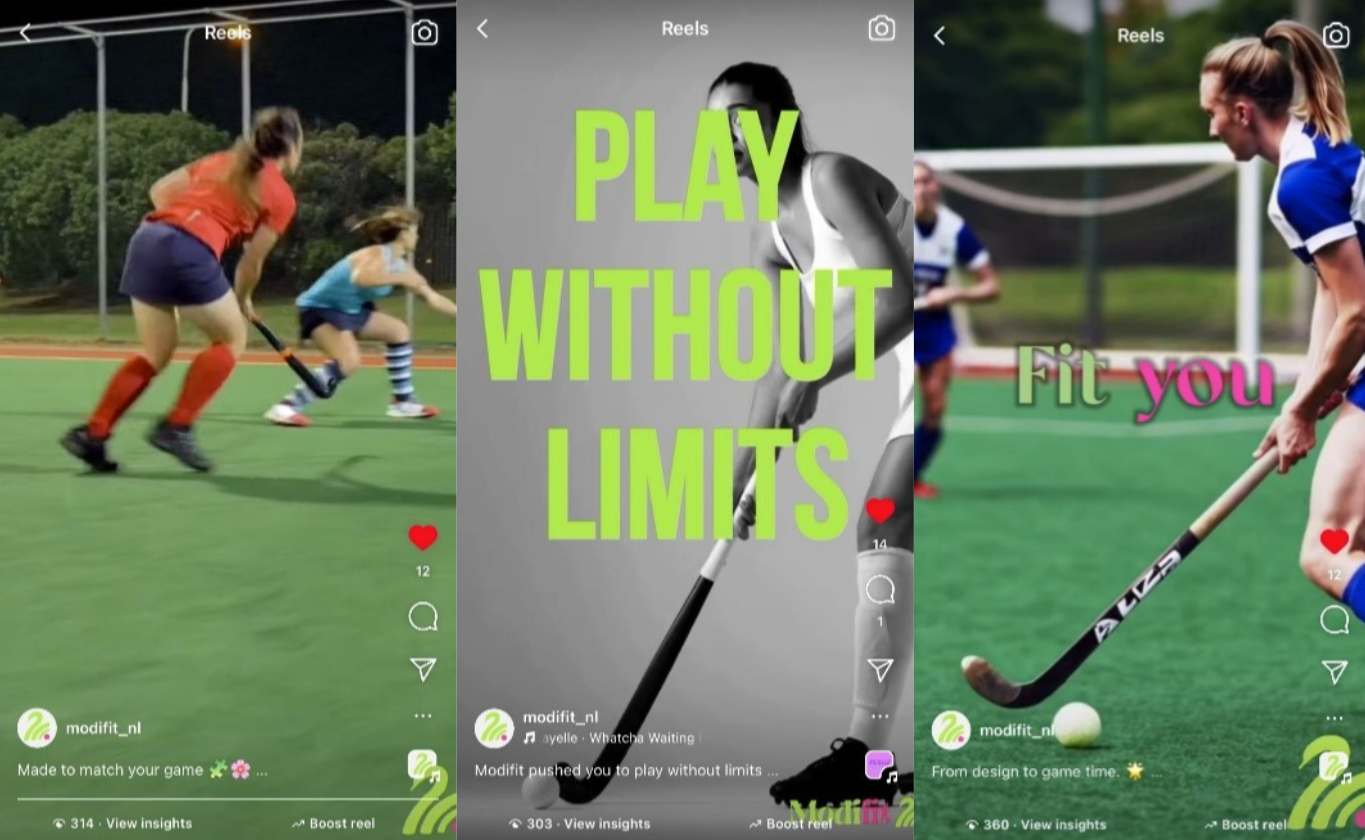 Reels
12
modifit_nl
Made to match your game 🧩🌸 ...
314 · View insights
Boost reel
Reels
PLAY
WITHOUT
LIMITS
14
1
modifit_nl
ayelle · Whatcha Waiting
Modifit pushed you to play without limits ...
Modifit
303 · View insights
Boost reel
Reels
Fit you
12
modifit_nl
From design to game time. 🌟 ...
360 · View insights
Boost reel